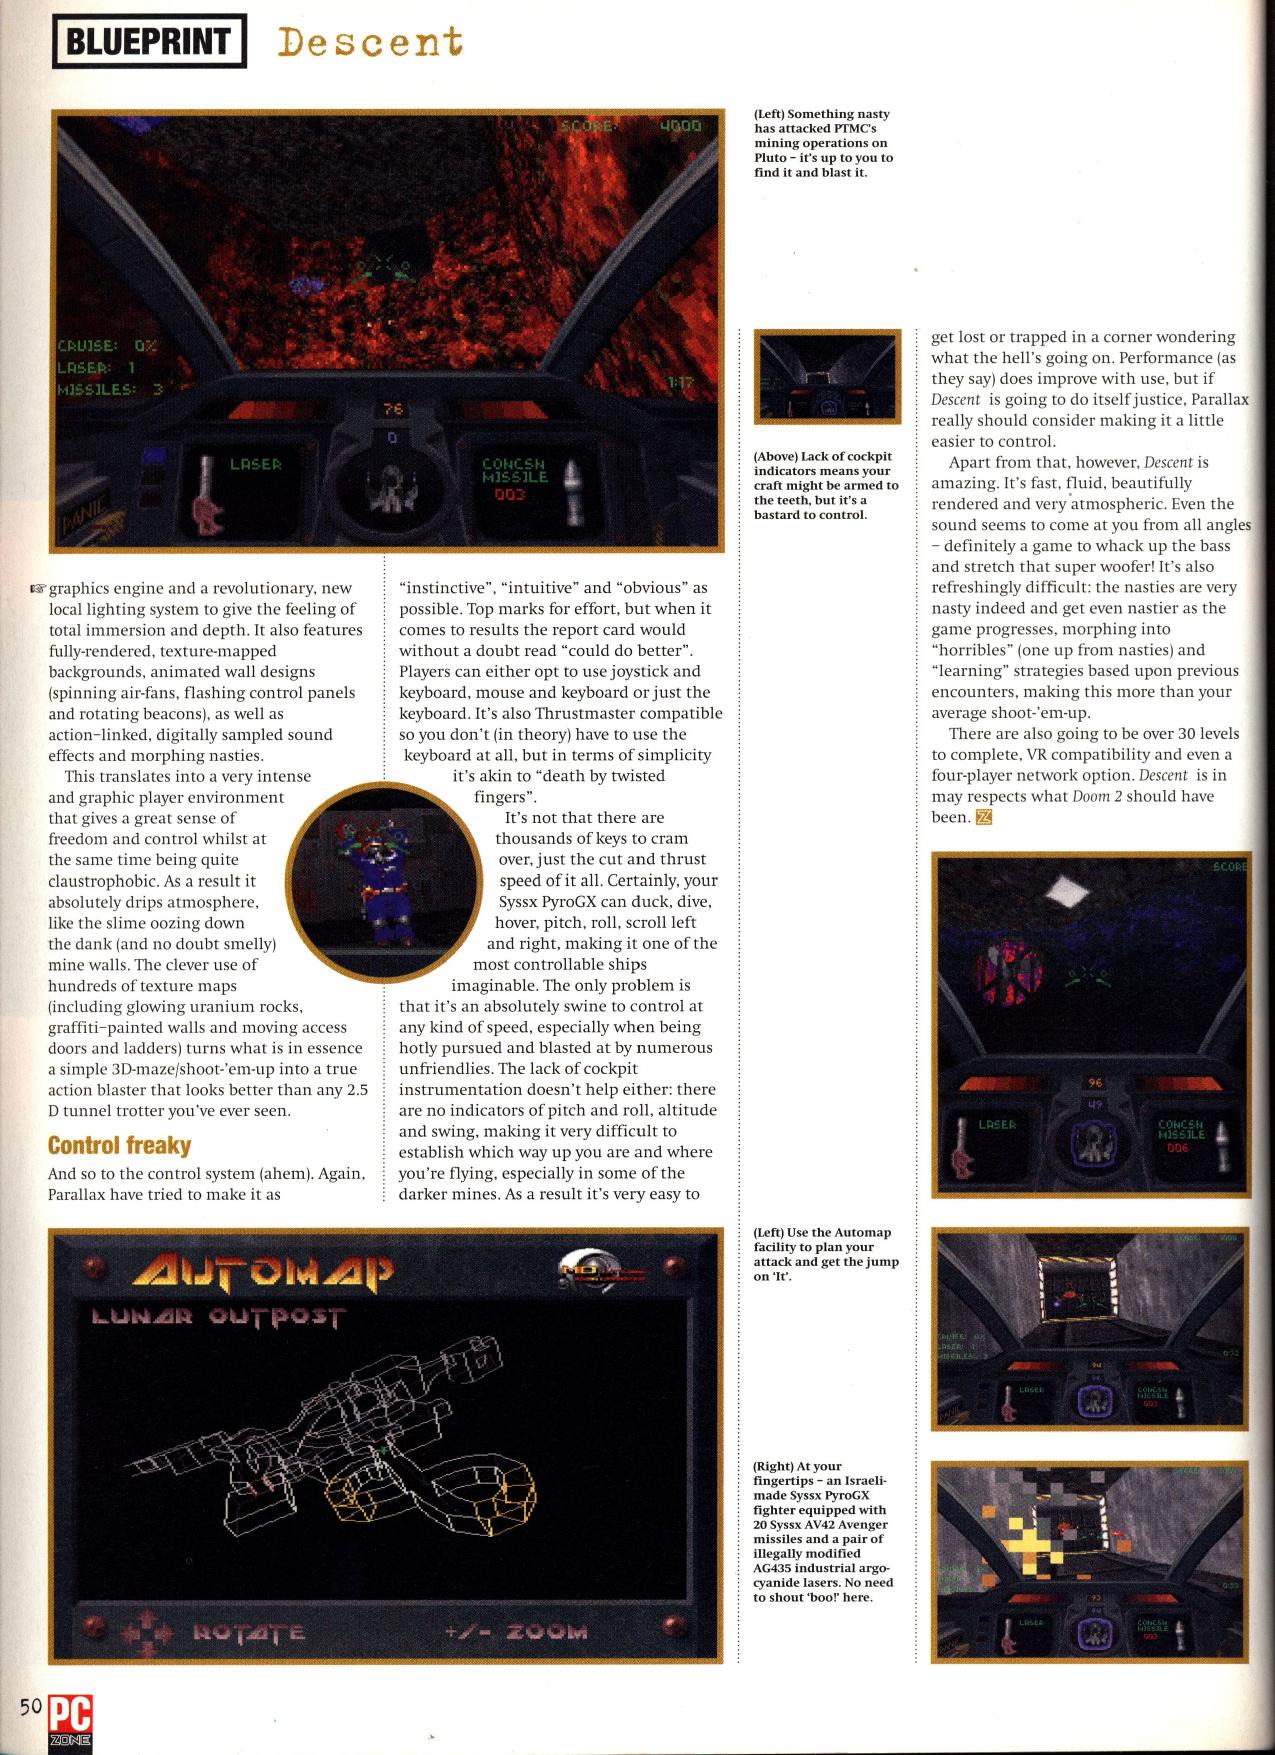 BLUEPRINT Descent
SCORE: 4000
CRUISE: 0%
LASER: 1
MISSILES: 3
1:17
76
0
LASER
CONCSN
MISSILE
003
PANIC
(Left) Something nasty
has attacked PTMC's
mining operations on
Pluto – it's up to you to
find it and blast it.
(Above) Lack of cockpit
indicators means your
craft might be armed to
the teeth, but it's a
bastard to control.
graphics engine and a revolutionary, new
local lighting system to give the feeling of
total immersion and depth. It also features
fully-rendered, texture-mapped
backgrounds, animated wall designs
(spinning air-fans, flashing control panels
and rotating beacons), as well as
action–linked, digitally sampled sound
effects and morphing nasties.
This translates into a very intense
and graphic player environment
that gives a great sense of
freedom and control whilst at
the same time being quite
claustrophobic. As a result it
absolutely drips atmosphere,
like the slime oozing down
the dank (and no doubt smelly)
mine walls. The clever use of
hundreds of texture maps
(including glowing uranium rocks,
graffiti–painted walls and moving access
doors and ladders) turns what is in essence
a simple 3D-maze/shoot-'em-up into a true
action blaster that looks better than any 2.5
D tunnel trotter you've ever seen.
Control freaky
And so to the control system (ahem). Again,
Parallax have tried to make it as
“instinctive”, “intuitive” and “obvious” as
possible. Top marks for effort, but when it
comes to results the report card would
without a doubt read “could do better”.
Players can either opt to use joystick and
keyboard, mouse and keyboard or just the
keyboard. It's also Thrustmaster compatible
so you don't (in theory) have to use the
keyboard at all, but in terms of simplicity
it's akin to “death by twisted
fingers”.
It's not that there are
thousands of keys to cram
over, just the cut and thrust
speed of it all. Certainly, your
Syssx PyroGX can duck, dive,
hover, pitch, roll, scroll left
and right, making it one of the
most controllable ships
imaginable. The only problem is
that it's an absolutely swine to control at
any kind of speed, especially when being
hotly pursued and blasted at by numerous
unfriendlies. The lack of cockpit
instrumentation doesn't help either: there
are no indicators of pitch and roll, altitude
and swing, making it very difficult to
establish which way up you are and where
you're flying, especially in some of the
darker mines. As a result it's very easy to
get lost or trapped in a corner wondering
what the hell's going on. Performance (as
they say) does improve with use, but if
Descent is going to do itself justice, Parallax
really should consider making it a little
easier to control.
Apart from that, however, Descent is
amazing. It's fast, fluid, beautifully
rendered and very atmospheric. Even the
sound seems to come at you from all angles
– definitely a game to whack up the bass
and stretch that super woofer! It's also
refreshingly difficult: the nasties are very
nasty indeed and get even nastier as the
game progresses, morphing into
“horribles” (one up from nasties) and
“learning” strategies based upon previous
encounters, making this more than your
average shoot-'em-up.
There are also going to be over 30 levels
to complete, VR compatibility and even a
four-player network option. Descent is in
may respects what Doom 2 should have
been. Z
SCORE
96
49
LASER
CONCSN
MISSILE
006
AUTOMAP
LUNAR OUTPOST
ROTATE +/- ZOOM
(Left) Use the Automap
facility to plan your
attack and get the jump
on ‘It’.
CRUISE: 0%
LASER: 1
MISSILES: 3
0:32
94
LASER
CONCSN
MISSILE
003
(Right) At your
fingertips – an Israeli-
made Syssx PyroGX
fighter equipped with
20 Syssx AV42 Avenger
missiles and a pair of
illegally modified
AG435 industrial argo-
cyanide lasers. No need
to shout ‘boo!’ here.
0:33
93
LASER
CONCSN
MISSILE
003
50 PC
ZONE